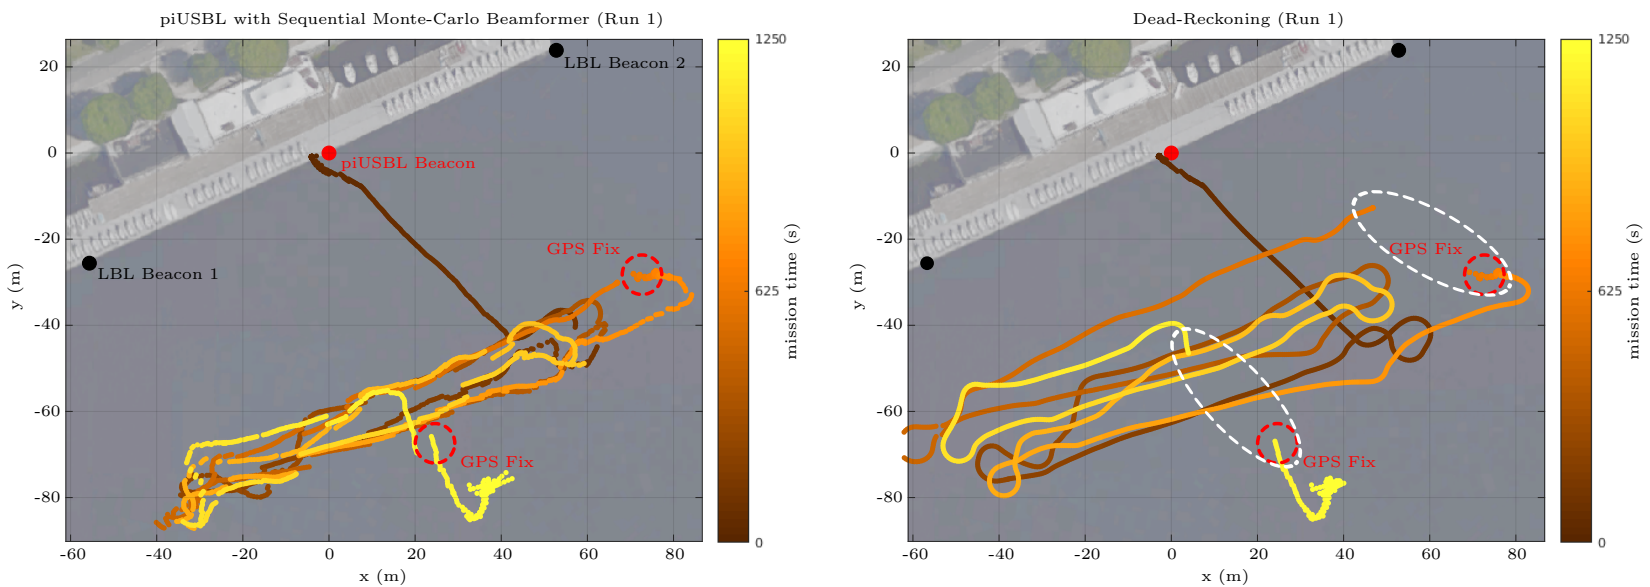 piUSBL with Sequential Monte-Carlo Beamformer (Run 1)
20
0
-20
-40
-60
-80
y (m)
-60 -40 -20 0 20 40 60 80
x (m)
LBL Beacon 2
piUSBL Beacon
LBL Beacon 1
GPS Fix
GPS Fix
1250
625
0
mission time (s)
Dead-Reckoning (Run 1)
20
0
-20
-40
-60
-80
y (m)
-60 -40 -20 0 20 40 60 80
x (m)
GPS Fix
GPS Fix
1250
625
0
mission time (s)